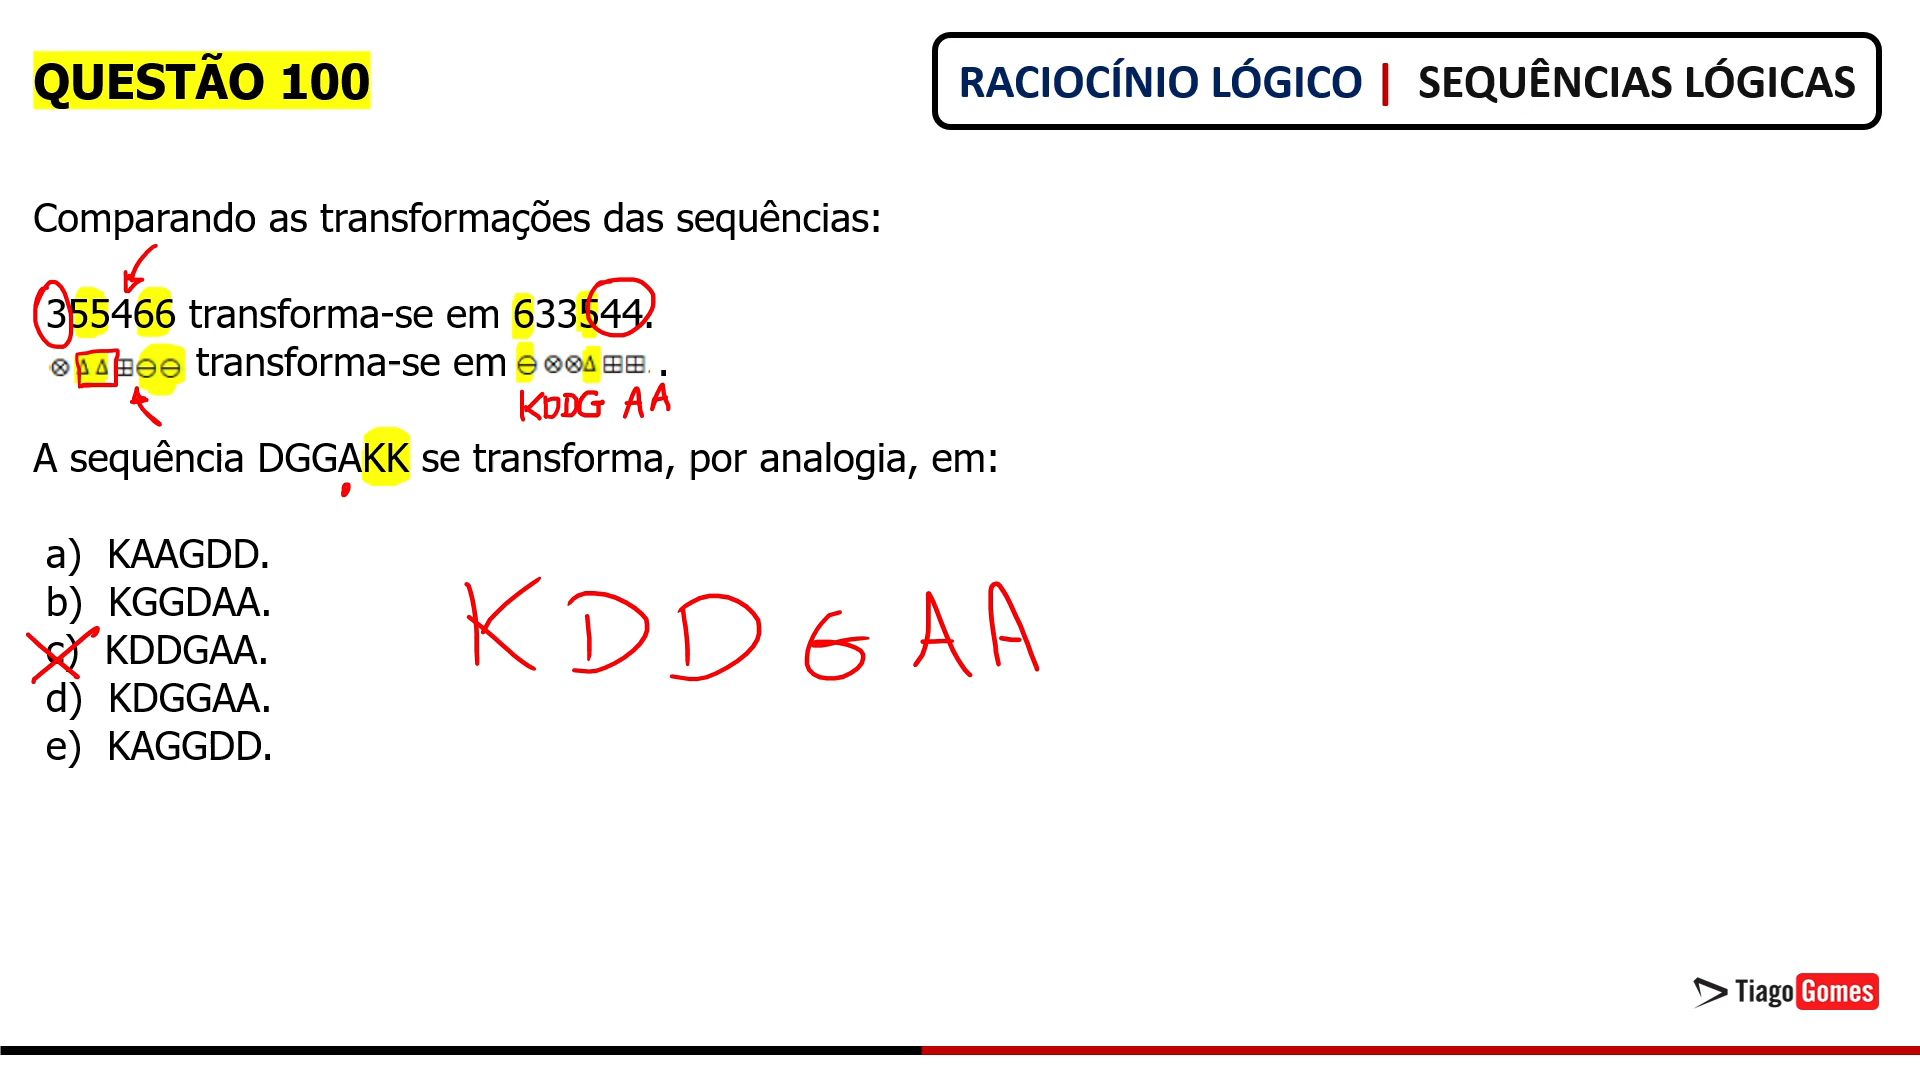 QUESTÃO 100
RACIOCÍNIO LÓGICO | SEQUÊNCIAS LÓGICAS
Comparando as transformações das sequências:
355466 transforma-se em 633544.
⊗ΔΔ⊞⊖⊖ transforma-se em ⊖⊗⊗Δ⊞⊞.
KDDG AA
A sequência DGGAKK se transforma, por analogia, em:
a) KAAGDD.
b) KGGDAA.
c) KDDGAA.
d) KDGGAA.
e) KAGGDD.
KDDGAA
Tiago Gomes